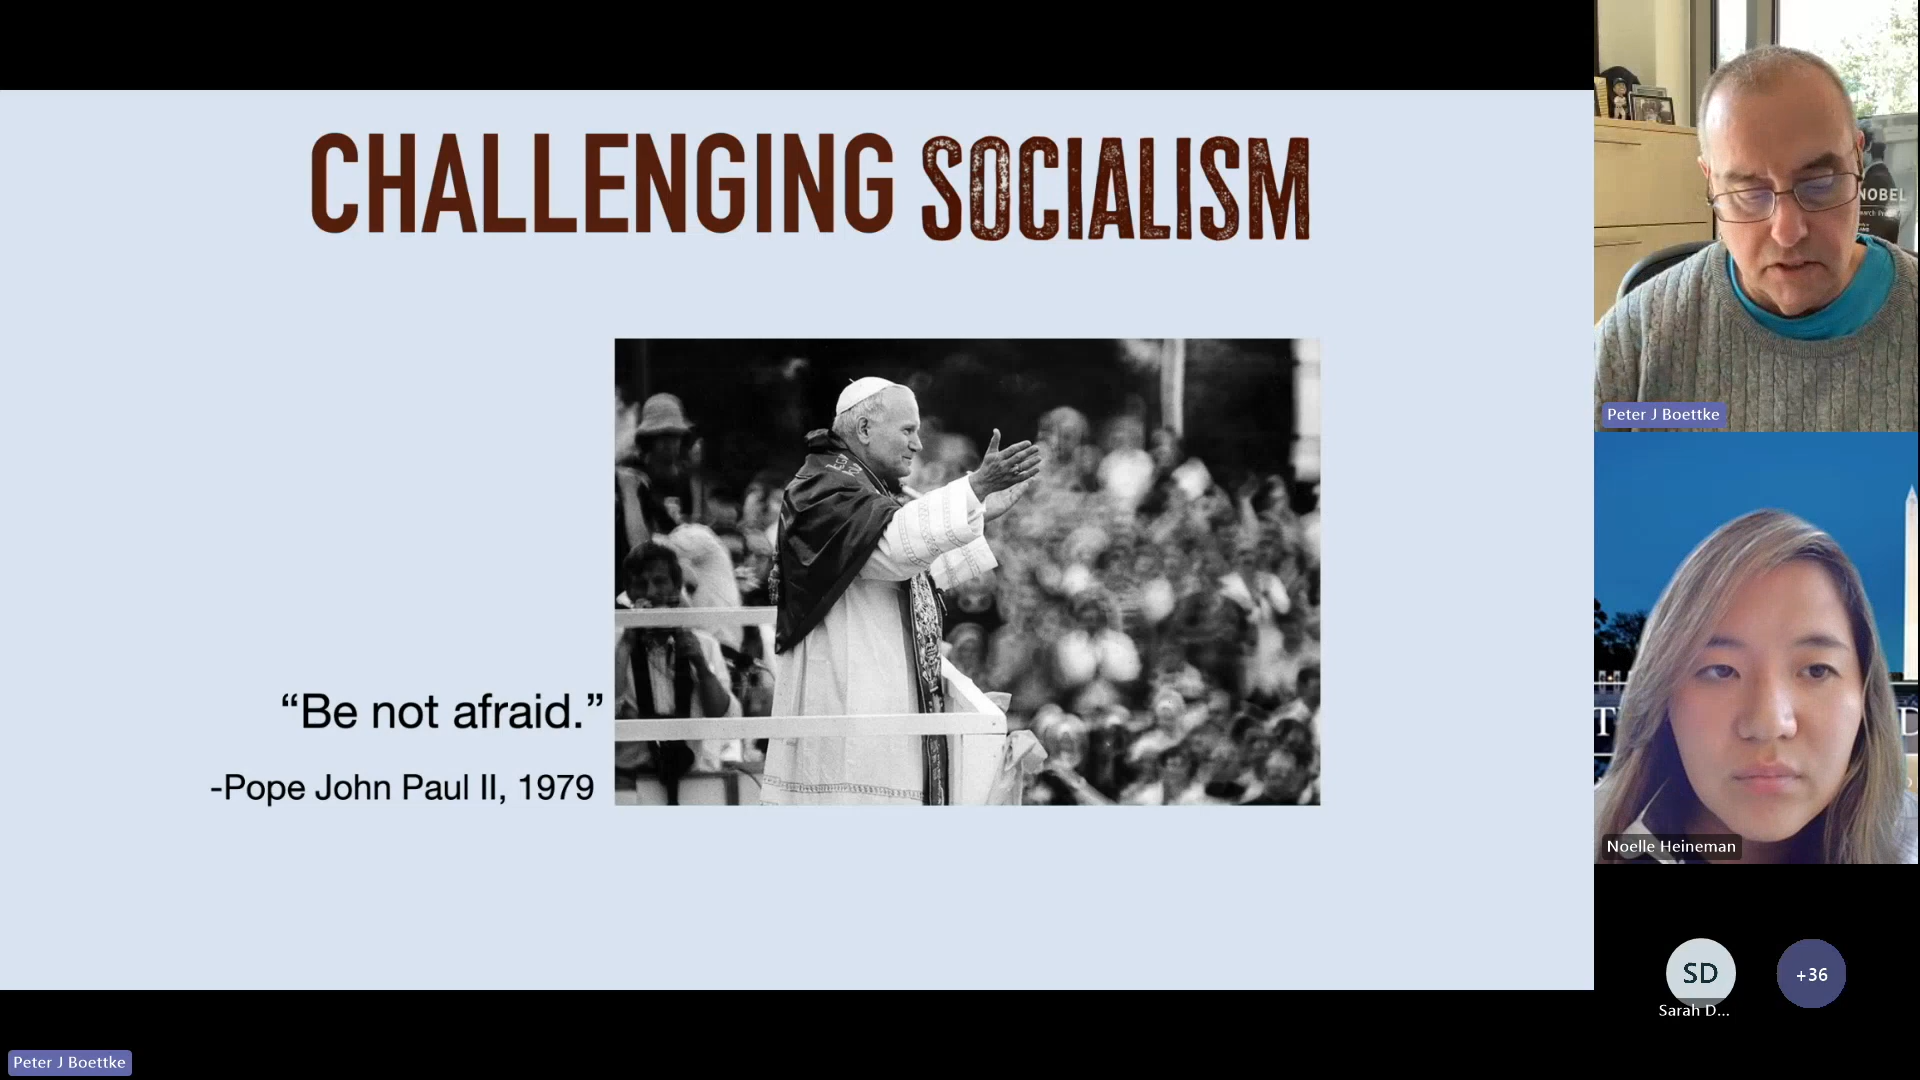 CHALLENGING SOCIALISM
“Be not afraid.”
-Pope John Paul II, 1979
NOBEL
Peter J Boettke
Noelle Heineman
SD
+36
Sarah D...
Peter J Boettke